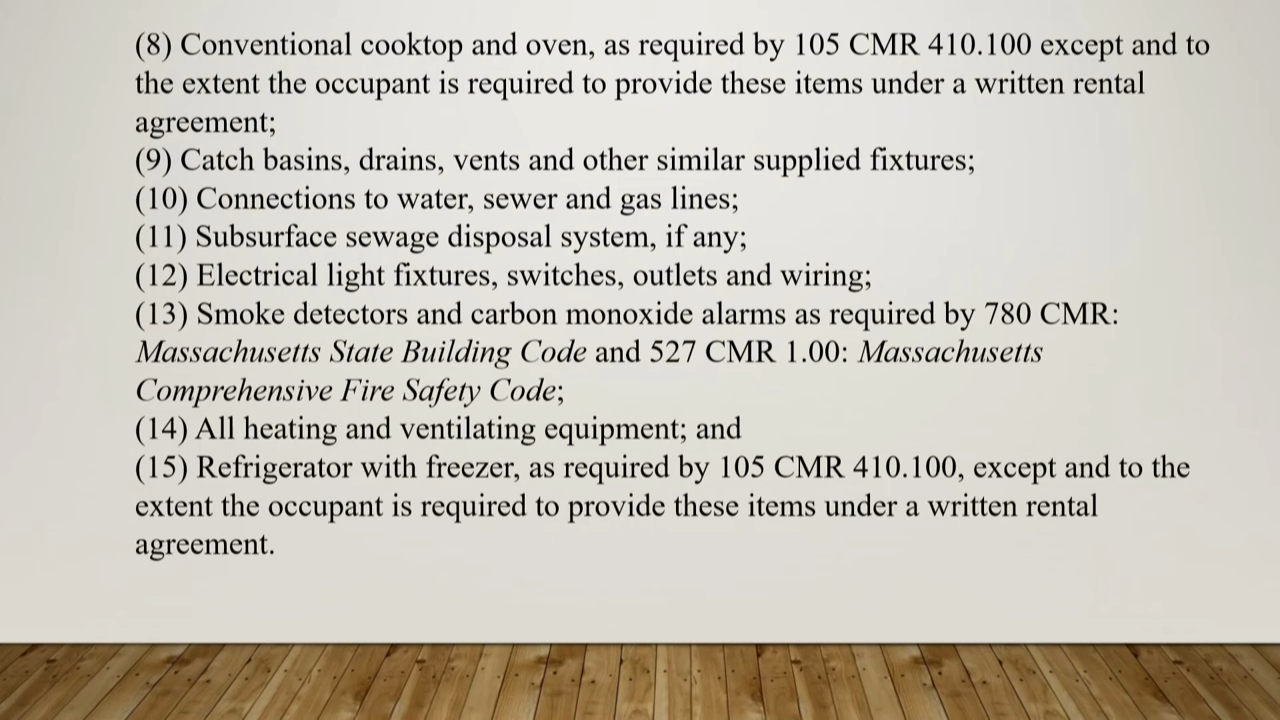 (8) Conventional cooktop and oven, as required by 105 CMR 410.100 except and to
the extent the occupant is required to provide these items under a written rental
agreement;
(9) Catch basins, drains, vents and other similar supplied fixtures;
(10) Connections to water, sewer and gas lines;
(11) Subsurface sewage disposal system, if any;
(12) Electrical light fixtures, switches, outlets and wiring;
(13) Smoke detectors and carbon monoxide alarms as required by 780 CMR:
Massachusetts State Building Code and 527 CMR 1.00: Massachusetts
Comprehensive Fire Safety Code;
(14) All heating and ventilating equipment; and
(15) Refrigerator with freezer, as required by 105 CMR 410.100, except and to the
extent the occupant is required to provide these items under a written rental
agreement.